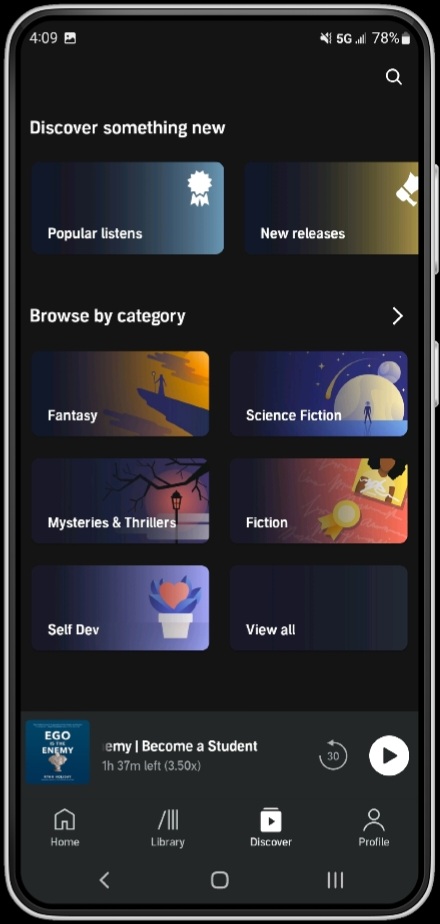 4:09 5G 78%
Discover something new
Popular listens
New releases
Browse by category
Fantasy
Science Fiction
Mysteries & Thrillers
Fiction
Self Dev
View all
EGO
IS THE
ENEMY
emy | Become a Student
1h 37m left (3.50x)
30
Home
Library
Discover
Profile